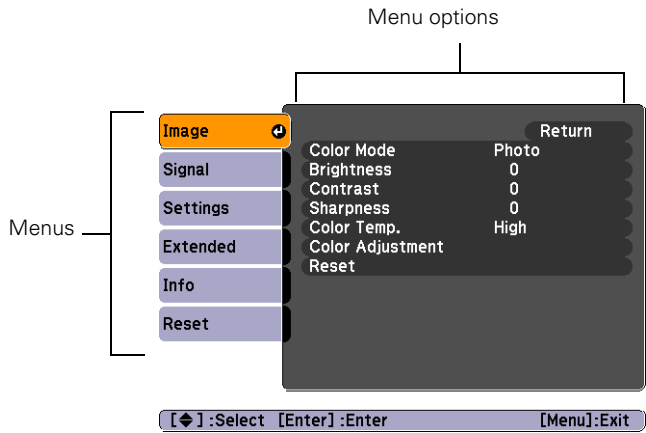 Menu options
Menus
Image
Signal
Settings
Extended
Info
Reset
Return
Color Mode Photo
Brightness 0
Contrast 0
Sharpness 0
Color Temp. High
Color Adjustment
Reset
[◆] :Select [Enter] :Enter [Menu]:Exit